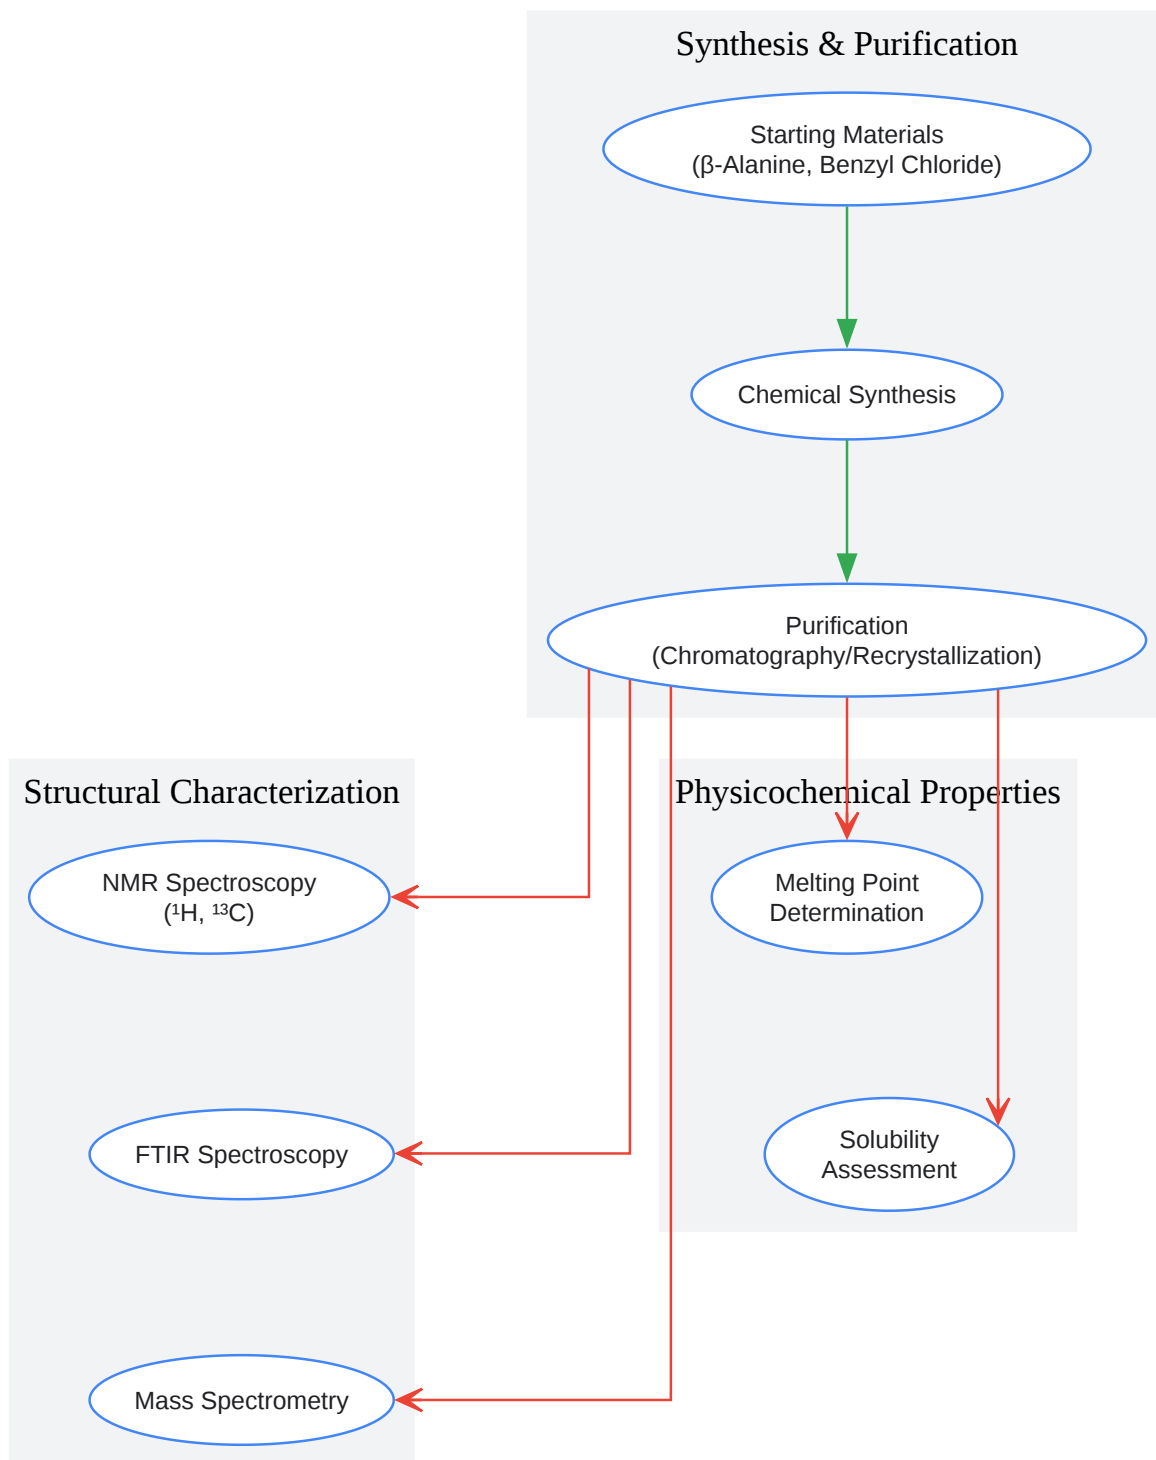 Synthesis & Purification
Starting Materials
(β-Alanine, Benzyl Chloride)
Chemical Synthesis
Purification
(Chromatography/Recrystallization)
Structural Characterization
NMR Spectroscopy
(¹H, ¹³C)
FTIR Spectroscopy
Mass Spectrometry
Physicochemical Properties
Melting Point
Determination
Solubility
Assessment